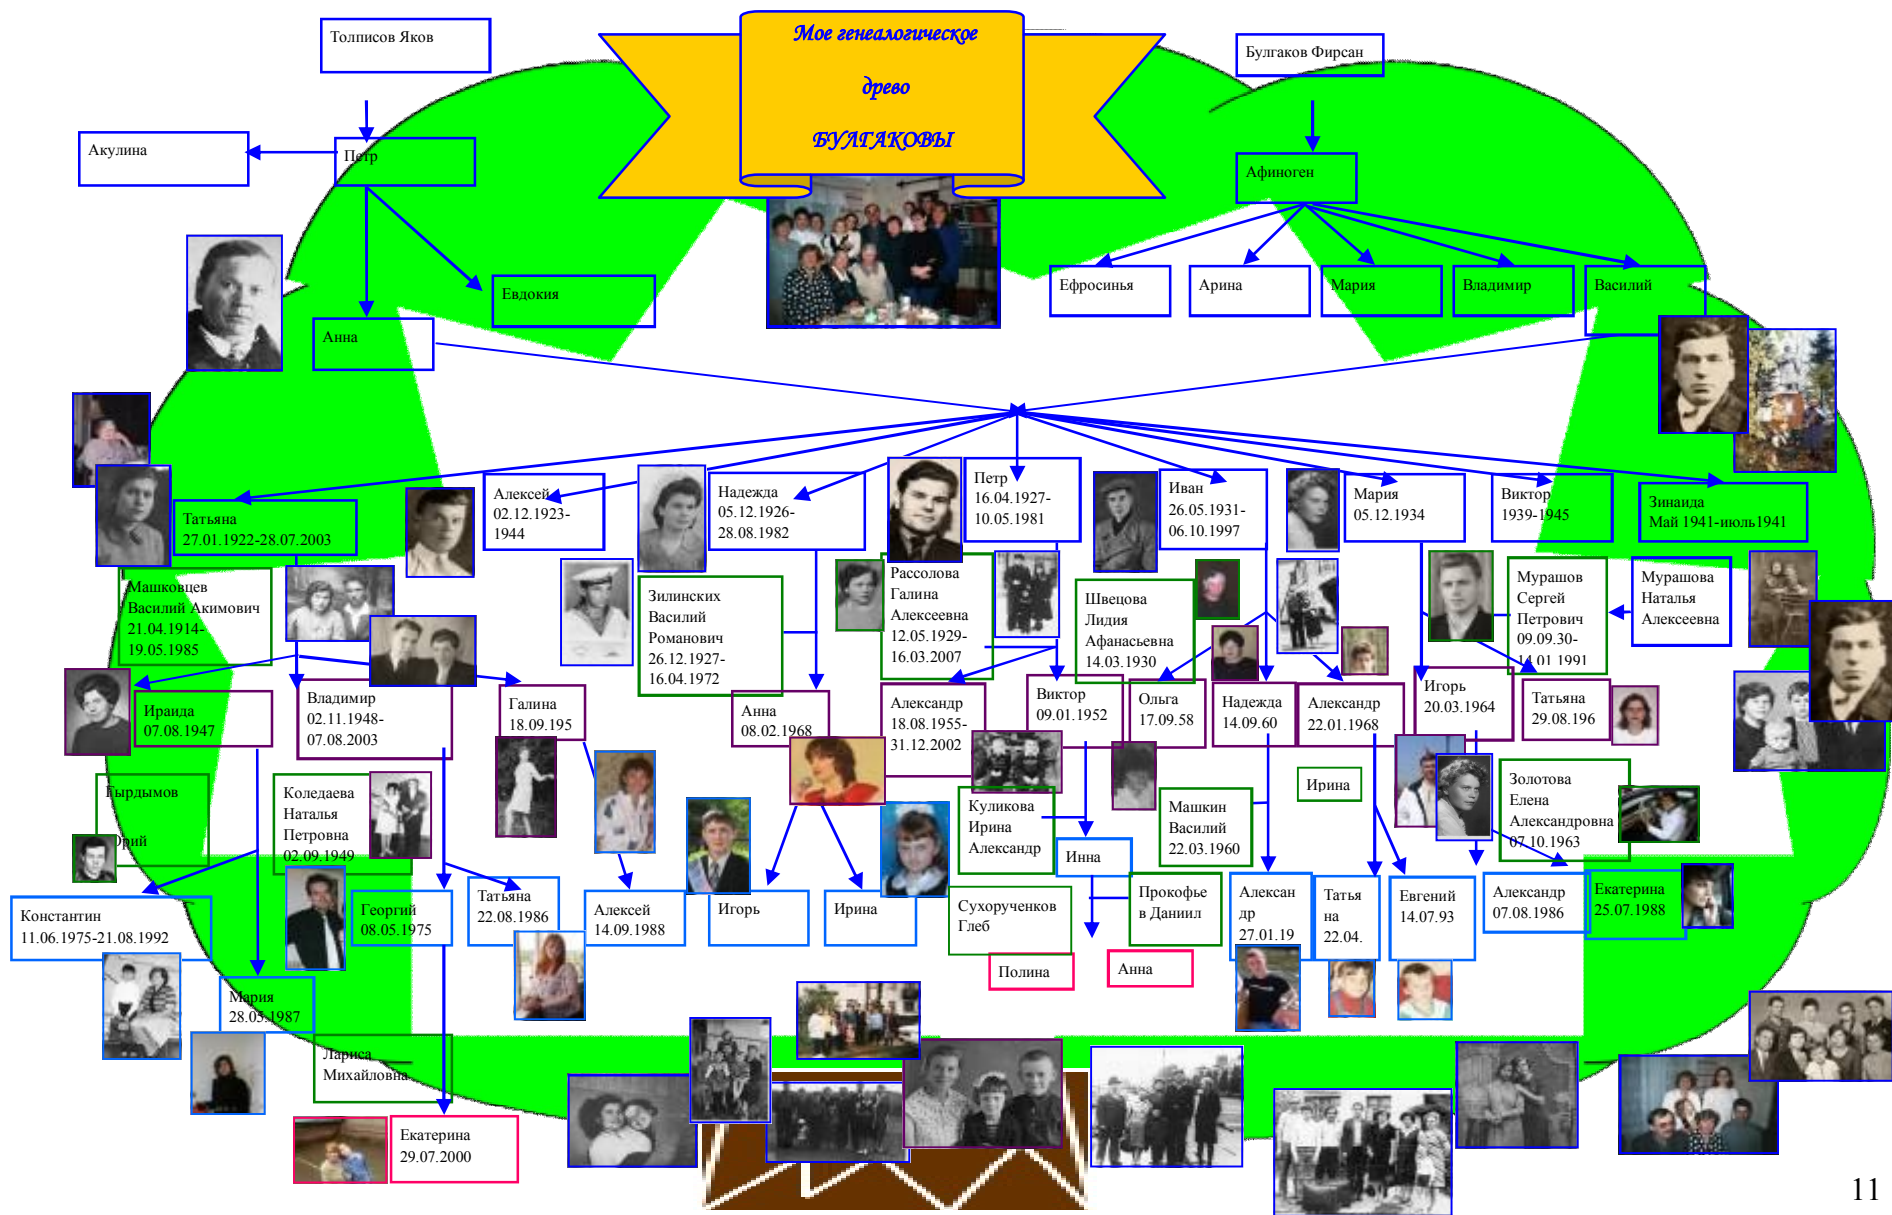 Мое генеалогическое
древо
БУЛГАКОВЫ
Толписов Яков
Булгаков Фирсан
Акулина
Петр
Афиноген
Евдокия
Анна
Ефросинья
Арина
Мария
Владимир
Василий
Татьяна
27.01.1922-28.07.2003
Алексей
02.12.1923-
1944
Надежда
05.12.1926-
28.08.1982
Петр
16.04.1927-
10.05.1981
Иван
26.05.1931-
06.10.1997
Мария
05.12.1934
Виктор
1939-1945
Зинаида
Май 1941-июль1941
Машковцев
Василий Акимович
21.04.1914-
19.05.1985
Зилинских
Василий
Романович
26.12.1927-
16.04.1972
Рассолова
Галина
Алексеевна
12.05.1929-
16.03.2007
Швецова
Лидия
Афанасьевна
14.03.1930
Мурашов
Сергей
Петрович
09.09.30-
14.01.1991
Мурашова
Наталья
Алексеевна
Ираида
07.08.1947
Владимир
02.11.1948-
07.08.2003
Галина
18.09.195
Анна
08.02.1968
Александр
18.08.1955-
31.12.2002
Виктор
09.01.1952
Ольга
17.09.58
Надежда
14.09.60
Александр
22.01.1968
Игорь
20.03.1964
Татьяна
29.08.196
Коледаева
Наталья
Петровна
02.09.1949
Куликова
Ирина
Александр
Машкин
Василий
22.03.1960
Ирина
Золотова
Елена
Александровна
07.10.1963
Инна
Константин
11.06.1975-21.08.1992
Георгий
08.05.1975
Татьяна
22.08.1986
Алексей
14.09.1988
Игорь
Ирина
Сухорученков
Глеб
Прокофье
в Даниил
Алексан
др
27.01.19
Татья
на
22.04.
Евгений
14.07.93
Александр
07.08.1986
Екатерина
25.07.1988
Полина
Анна
Мария
28.05.1987
Лариса
Михайловна
Екатерина
29.07.2000
11